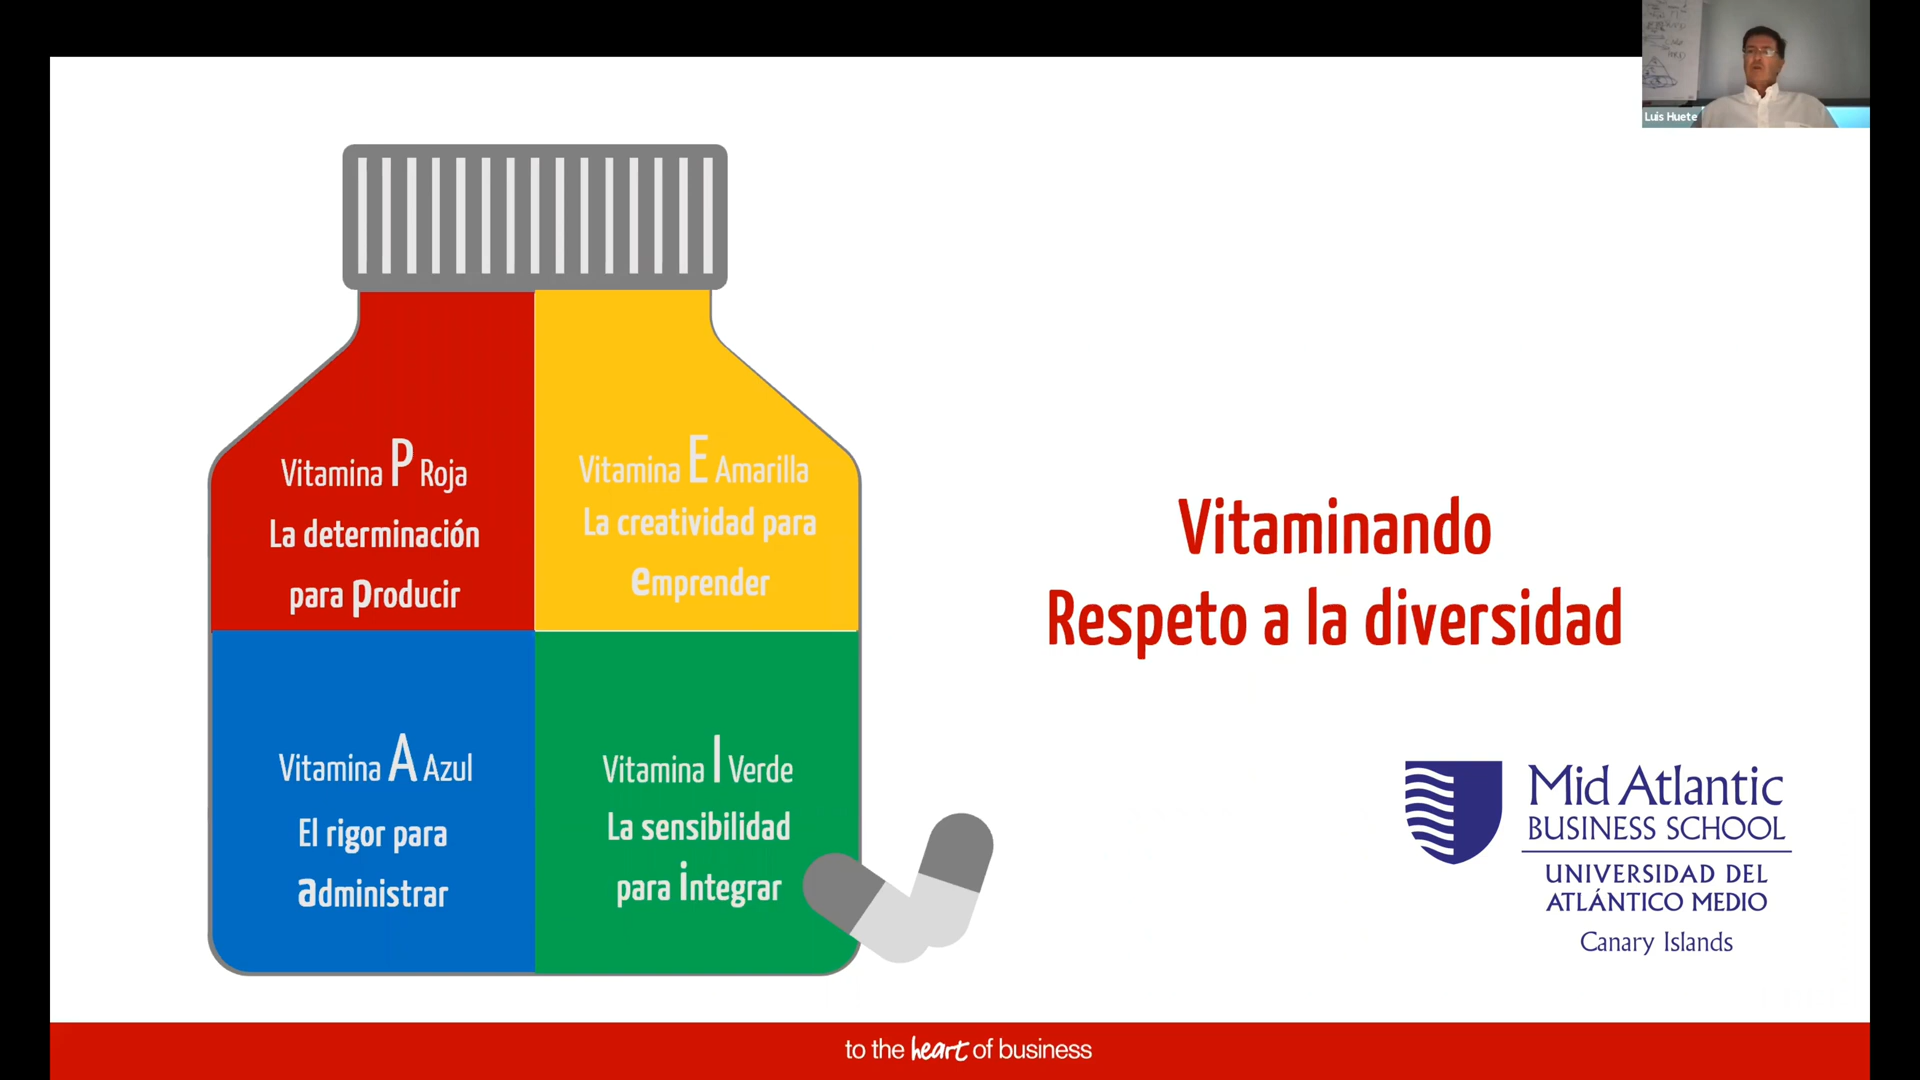 Luis Huete
Vitamina P Roja
La determinación
para producir
Vitamina E Amarilla
La creatividad para
emprender
Vitamina A Azul
El rigor para
administrar
Vitamina I Verde
La sensibilidad
para integrar
Vitaminando
Respeto a la diversidad
Mid Atlantic
BUSINESS SCHOOL
UNIVERSIDAD DEL
ATLÁNTICO MEDIO
Canary Islands
to the heart of business